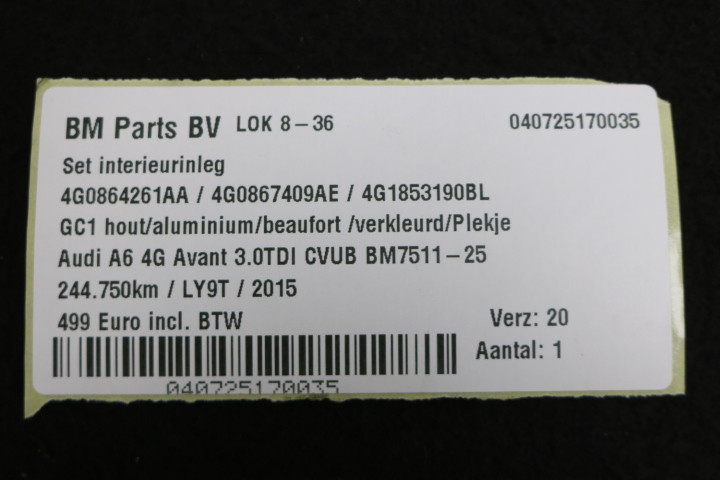 BM Parts BV LOK 8-36 040725170035
Set interieurinleg
4G0864261AA / 4G0867409AE / 4G1853190BL
GC1 hout/aluminium/beaufort /verkleurd/Plekje
Audi A6 4G Avant 3.0TDI CVUB BM7511-25
244.750km / LY9T / 2015
499 Euro incl. BTW Verz: 20
Aantal: 1
040725170035